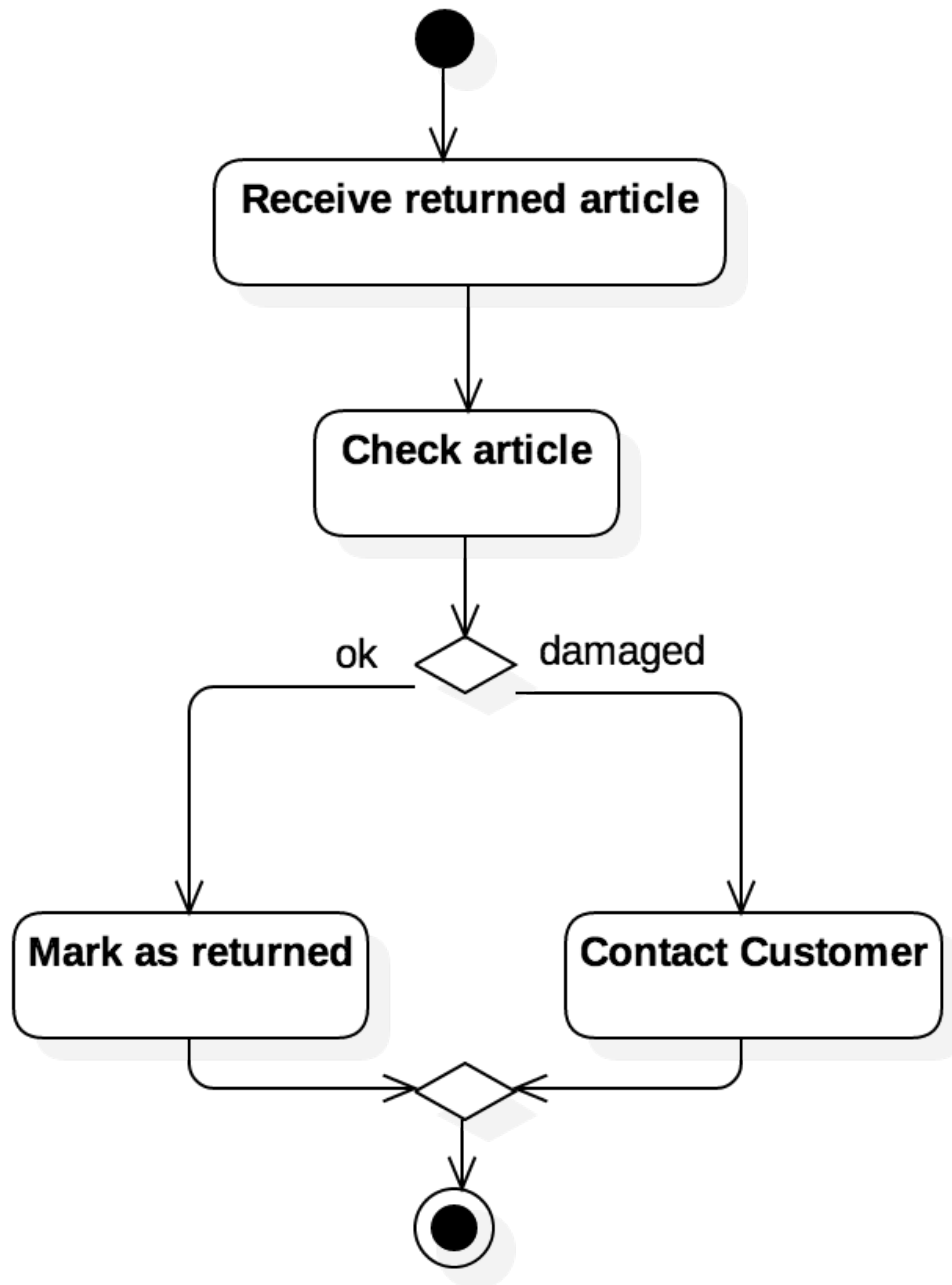 Receive returned article
Check article
ok
damaged
Mark as returned
Contact Customer